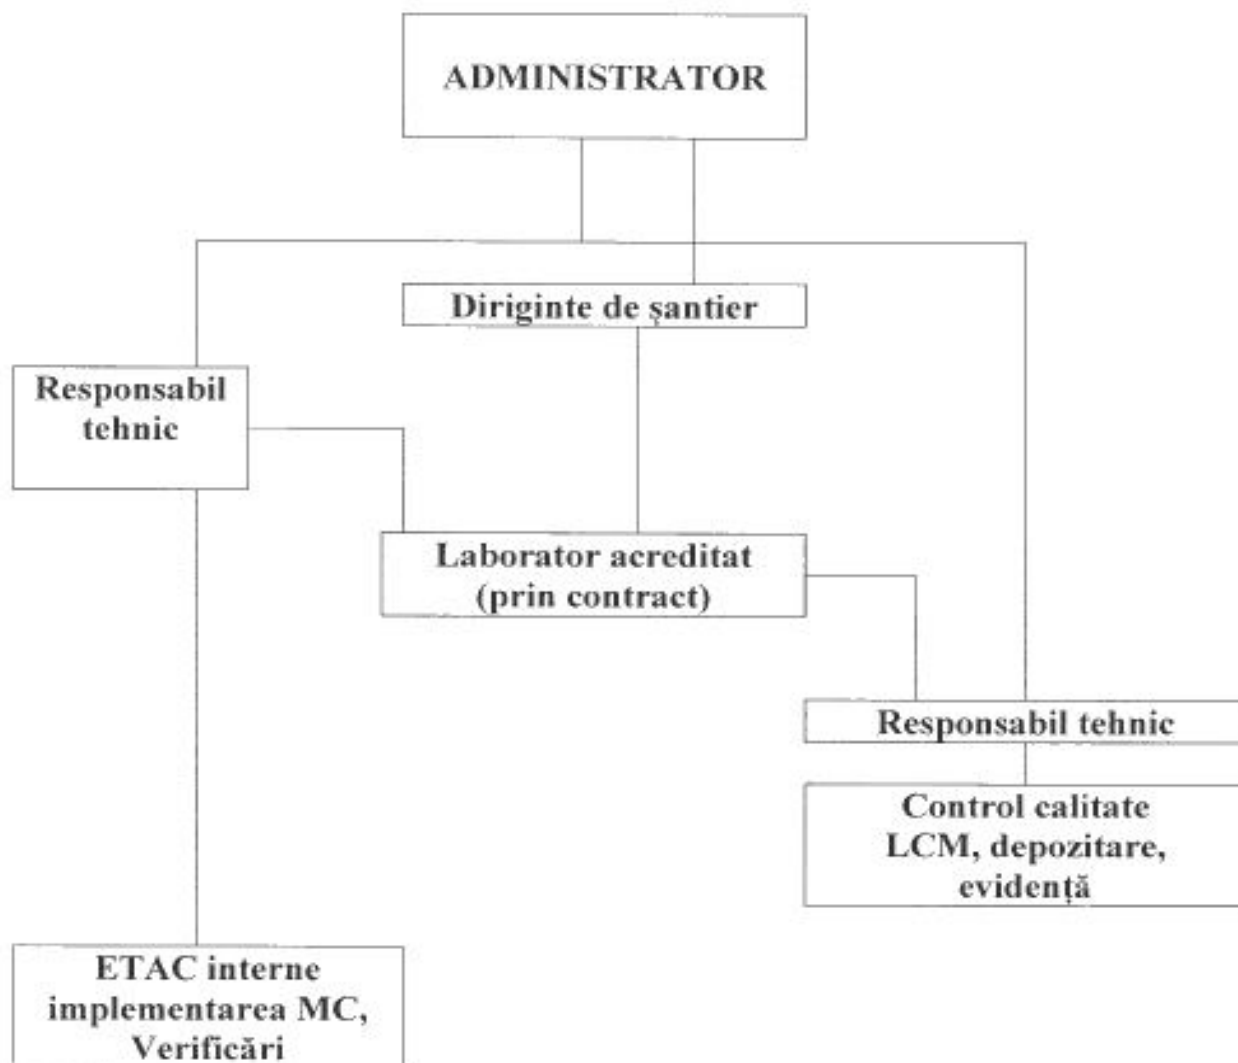 ADMINISTRATOR
Diriginte de șantier
Responsabil
tehnic
Laborator acreditat
(prin contract)
Responsabil tehnic
Control calitate
LCM, depozitare,
evidență
ETAC interne
implementarea MC,
Verificări